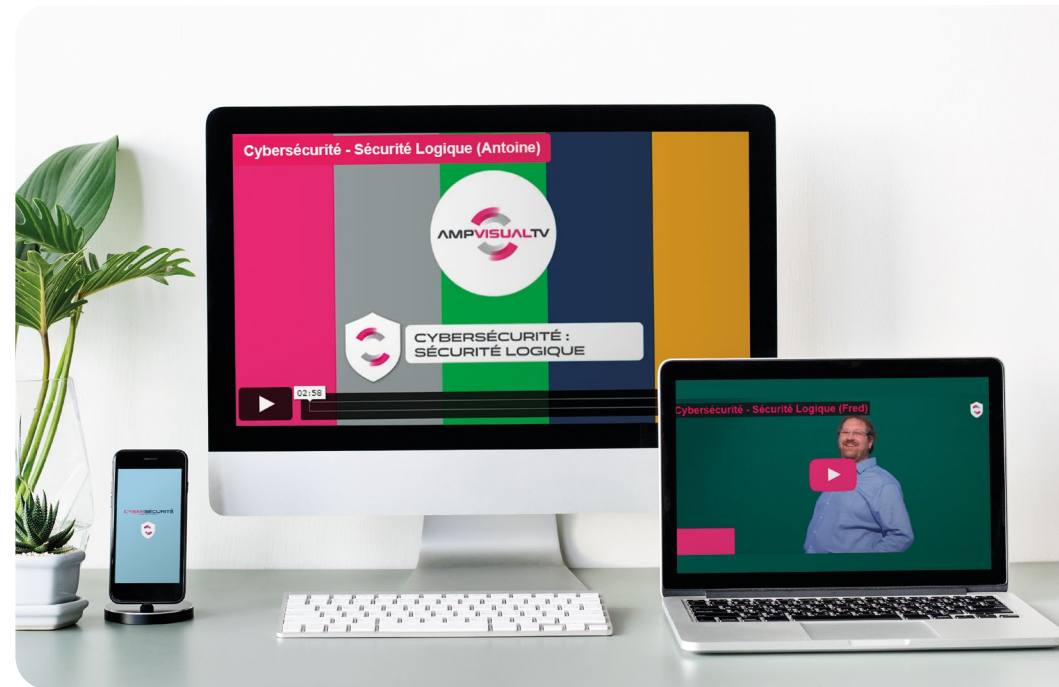 Cybersécurité - Sécurité Logique (Antoine)
AMPVISUALTV
CYBERSÉCURITÉ :
SÉCURITÉ LOGIQUE
02:58
Cybersécurité - Sécurité Logique (Fred)
CYBERSÉCURITÉ